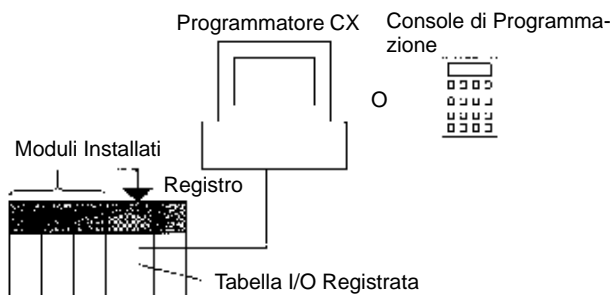 Programmatore CX
Console di Programma-
zione
O
Moduli Installati
Registro
Tabella I/O Registrata